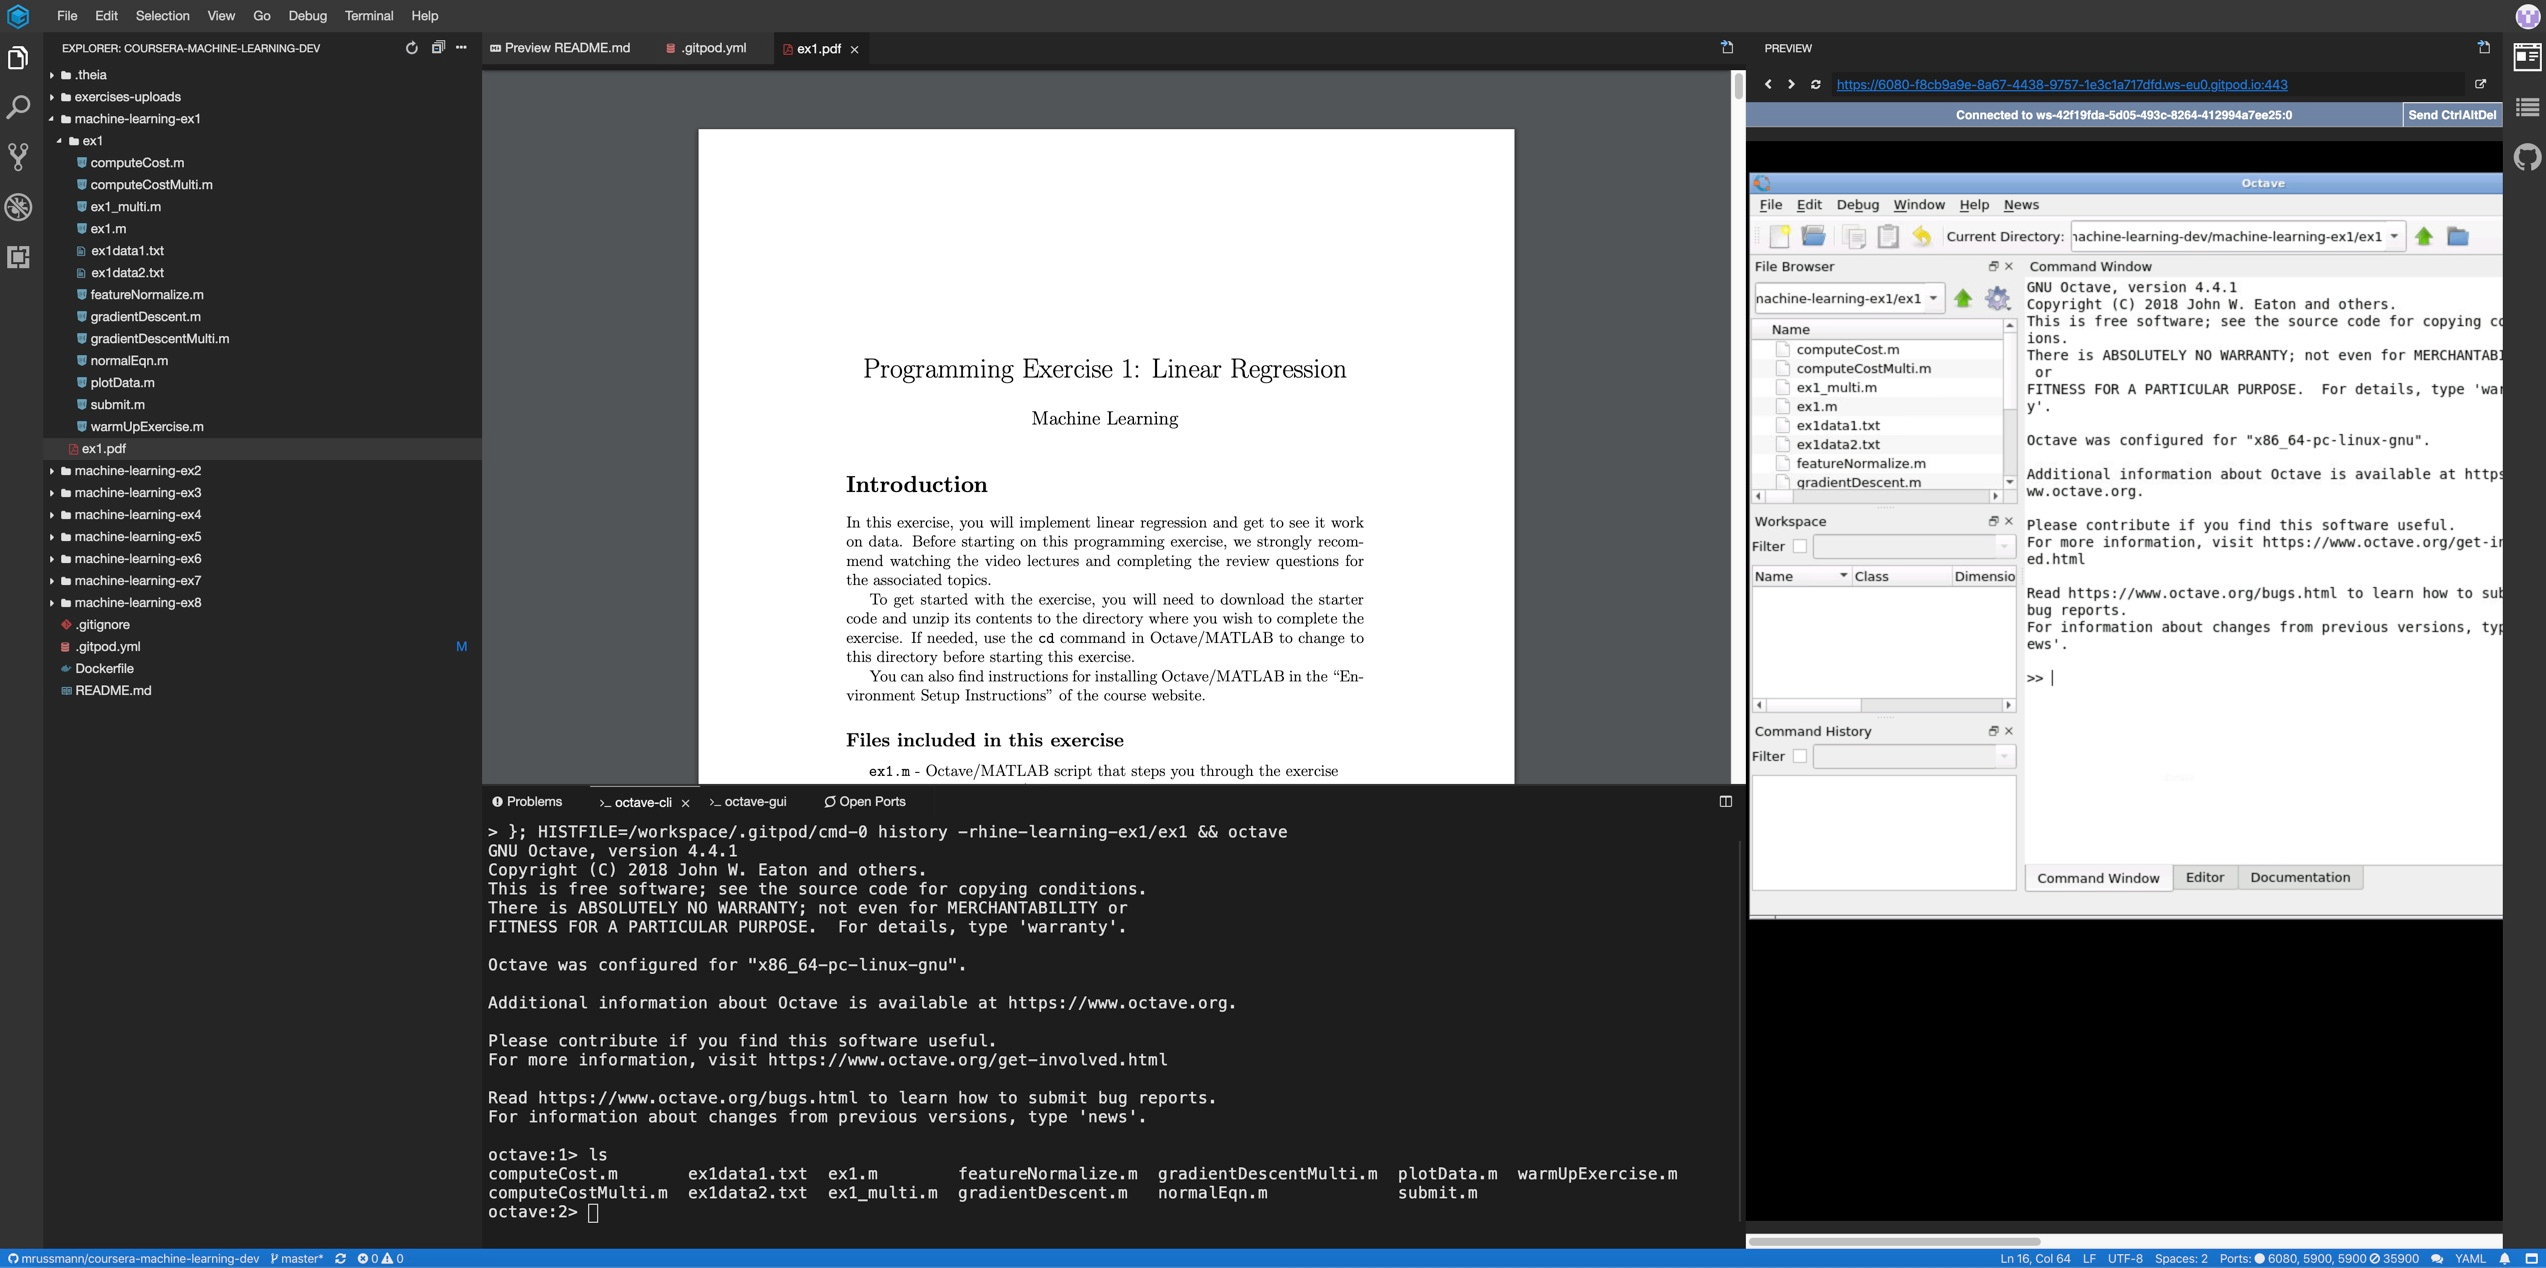 File Edit Selection View Go Debug Terminal Help
EXPLORER: COURSERA-MACHINE-LEARNING-DEV
.theia
exercises-uploads
machine-learning-ex1
ex1
computeCost.m
computeCostMulti.m
ex1_multi.m
ex1.m
ex1data1.txt
ex1data2.txt
featureNormalize.m
gradientDescent.m
gradientDescentMulti.m
normalEqn.m
plotData.m
submit.m
warmUpExercise.m
ex1.pdf
machine-learning-ex2
machine-learning-ex3
machine-learning-ex4
machine-learning-ex5
machine-learning-ex6
machine-learning-ex7
machine-learning-ex8
.gitignore
.gitpod.yml M
Dockerfile
README.md
Preview README.md .gitpod.yml ex1.pdf ×
Programming Exercise 1: Linear Regression
Machine Learning
Introduction
In this exercise, you will implement linear regression and get to see it work
on data. Before starting on this programming exercise, we strongly recom-
mend watching the video lectures and completing the review questions for
the associated topics.
To get started with the exercise, you will need to download the starter
code and unzip its contents to the directory where you wish to complete the
exercise. If needed, use the cd command in Octave/MATLAB to change to
this directory before starting this exercise.
You can also find instructions for installing Octave/MATLAB in the “En-
vironment Setup Instructions” of the course website.
Files included in this exercise
ex1.m - Octave/MATLAB script that steps you through the exercise
Problems >_ octave-cli × >_ octave-gui Open Ports
> }; HISTFILE=/workspace/.gitpod/cmd-0 history -rhine-learning-ex1/ex1 && octave
GNU Octave, version 4.4.1
Copyright (C) 2018 John W. Eaton and others.
This is free software; see the source code for copying conditions.
There is ABSOLUTELY NO WARRANTY; not even for MERCHANTABILITY or
FITNESS FOR A PARTICULAR PURPOSE.  For details, type 'warranty'.
Octave was configured for "x86_64-pc-linux-gnu".
Additional information about Octave is available at https://www.octave.org.
Please contribute if you find this software useful.
For more information, visit https://www.octave.org/get-involved.html
Read https://www.octave.org/bugs.html to learn how to submit bug reports.
For information about changes from previous versions, type 'news'.
octave:1> ls
computeCost.m ex1data1.txt ex1.m featureNormalize.m gradientDescentMulti.m plotData.m warmUpExercise.m
computeCostMulti.m ex1data2.txt ex1_multi.m gradientDescent.m normalEqn.m submit.m
octave:2>
PREVIEW
https://6080-f8cb9a9e-8a67-4438-9757-1e3c1a717dfd.ws-eu0.gitpod.io:443
Connected to ws-42f19fda-5d05-493c-8264-412994a7ee25:0 Send CtrlAltDel
Octave
File Edit Debug Window Help News
Current Directory: achine-learning-dev/machine-learning-ex1/ex1
File Browser
machine-learning-ex1/ex1
Name
computeCost.m
computeCostMulti.m
ex1_multi.m
ex1.m
ex1data1.txt
ex1data2.txt
featureNormalize.m
gradientDescent.m
Workspace
Filter
Name Class Dimensio
Command History
Filter
Command Window
GNU Octave, version 4.4.1
Copyright (C) 2018 John W. Eaton and others.
This is free software; see the source code for copying co
ions.
There is ABSOLUTELY NO WARRANTY; not even for MERCHANTABI
or
FITNESS FOR A PARTICULAR PURPOSE.  For details, type 'war
y'.
Octave was configured for "x86_64-pc-linux-gnu".
Additional information about Octave is available at https
ww.octave.org.
Please contribute if you find this software useful.
For more information, visit https://www.octave.org/get-in
ed.html
Read https://www.octave.org/bugs.html to learn how to sub
bug reports.
For information about changes from previous versions, typ
ews'.
>>
Command Window Editor Documentation
mrussmann/coursera-machine-learning-dev master* 0 0
Ln 16, Col 64 LF UTF-8 Spaces: 2 Ports: 6080, 5900, 5900 35900 YAML